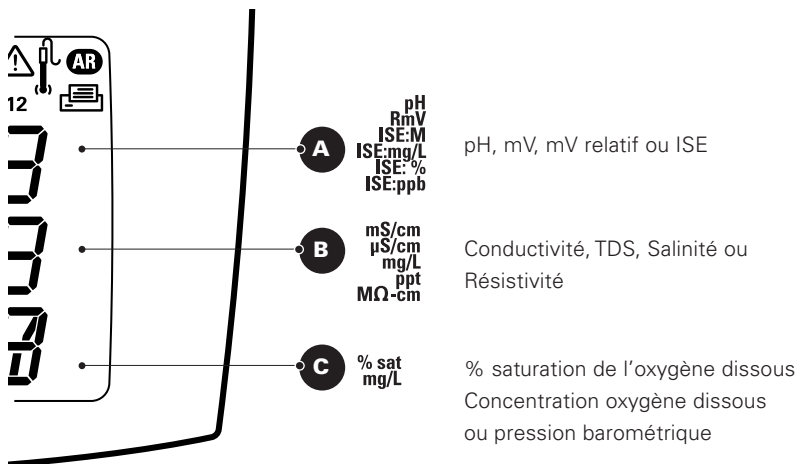 AR
12
A
pH
RmV
ISE:M
ISE:mg/L
ISE: %
ISE:ppb
pH, mV, mV relatif ou ISE
B
mS/cm
µS/cm
mg/L
ppt
MΩ-cm
Conductivité, TDS, Salinité ou
Résistivité
C
% sat
mg/L
% saturation de l'oxygène dissous
Concentration oxygène dissous
ou pression barométrique